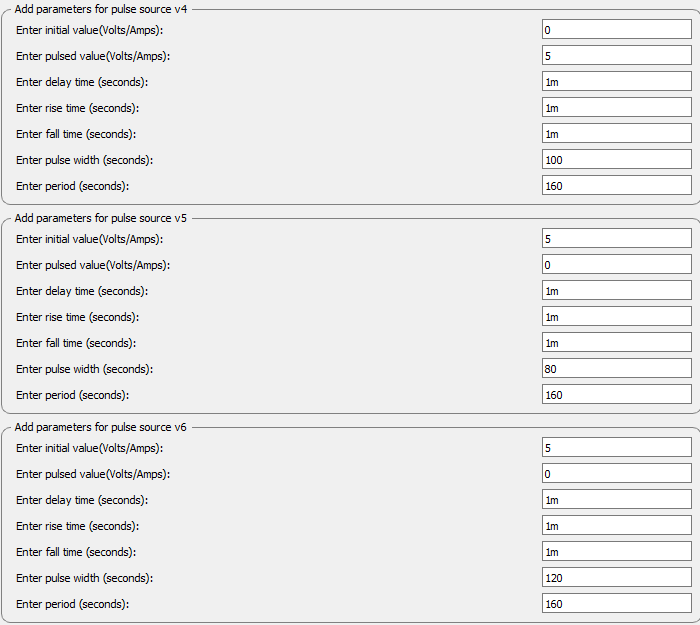 Add parameters for pulse source v4
Enter initial value(Volts/Amps): 0
Enter pulsed value(Volts/Amps): 5
Enter delay time (seconds): 1m
Enter rise time (seconds): 1m
Enter fall time (seconds): 1m
Enter pulse width (seconds): 100
Enter period (seconds): 160
Add parameters for pulse source v5
Enter initial value(Volts/Amps): 5
Enter pulsed value(Volts/Amps): 0
Enter delay time (seconds): 1m
Enter rise time (seconds): 1m
Enter fall time (seconds): 1m
Enter pulse width (seconds): 80
Enter period (seconds): 160
Add parameters for pulse source v6
Enter initial value(Volts/Amps): 5
Enter pulsed value(Volts/Amps): 0
Enter delay time (seconds): 1m
Enter rise time (seconds): 1m
Enter fall time (seconds): 1m
Enter pulse width (seconds): 120
Enter period (seconds): 160